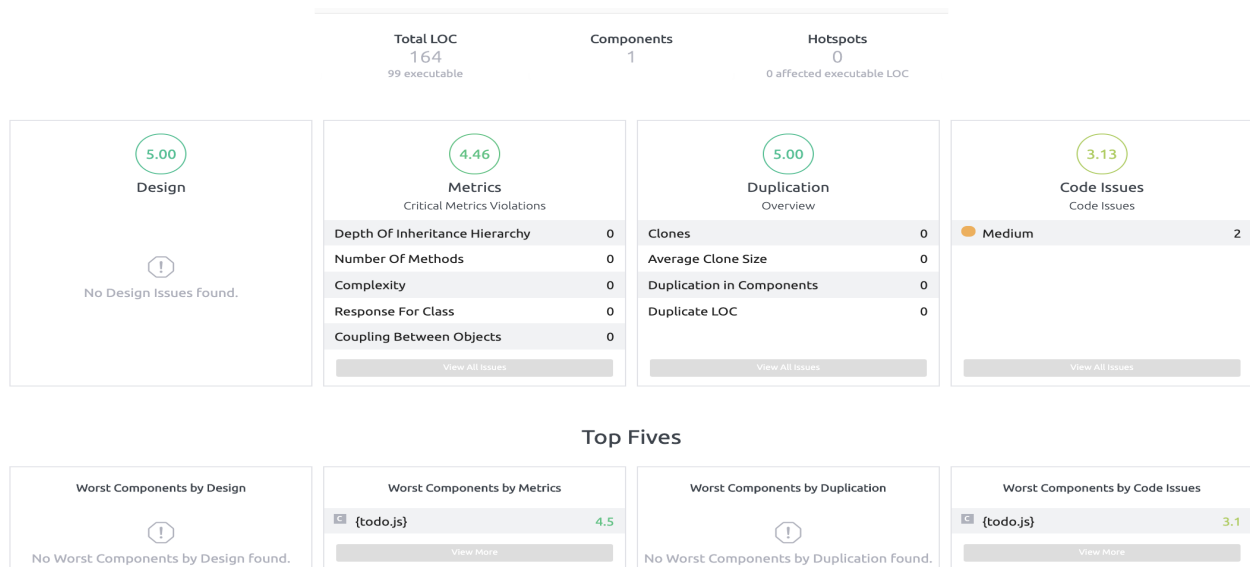 Total LOC
164
99 executable
Components
1
Hotspots
0
0 affected executable LOC
5.00
Design
No Design Issues found.
4.46
Metrics
Critical Metrics Violations
Depth Of Inheritance Hierarchy 0
Number Of Methods 0
Complexity 0
Response For Class 0
Coupling Between Objects 0
View All Issues
5.00
Duplication
Overview
Clones 0
Average Clone Size 0
Duplication in Components 0
Duplicate LOC 0
View All Issues
3.13
Code Issues
Code Issues
Medium 2
View All Issues
Top Fives
Worst Components by Design
No Worst Components by Design found.
Worst Components by Metrics
C {todo.js} 4.5
View More
Worst Components by Duplication
No Worst Components by Duplication found.
Worst Components by Code Issues
C {todo.js} 3.1
View More